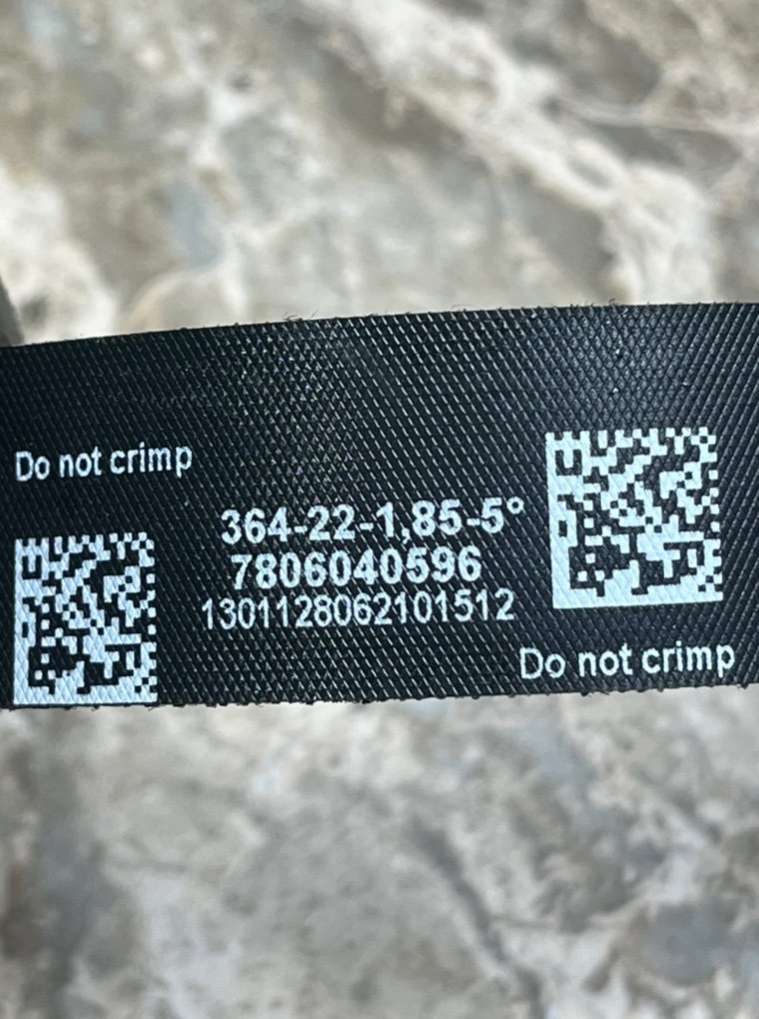 Do not crimp
364-22-1,85-5°
7806040596
1301128062101512
Do not crimp